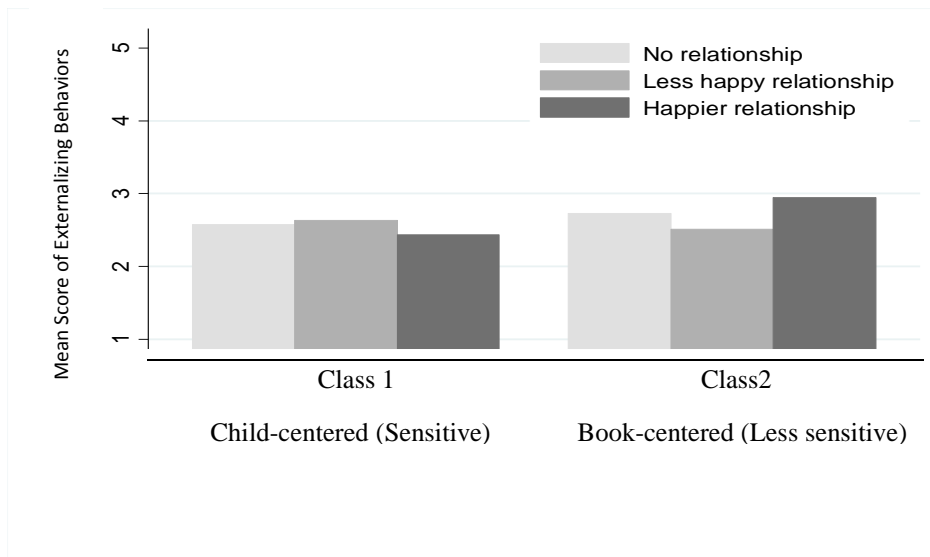 Mean Score of Externalizing Behaviors
5
4
3
2
1
No relationship
Less happy relationship
Happier relationship
Class 1
Class2
Child-centered (Sensitive)
Book-centered (Less sensitive)